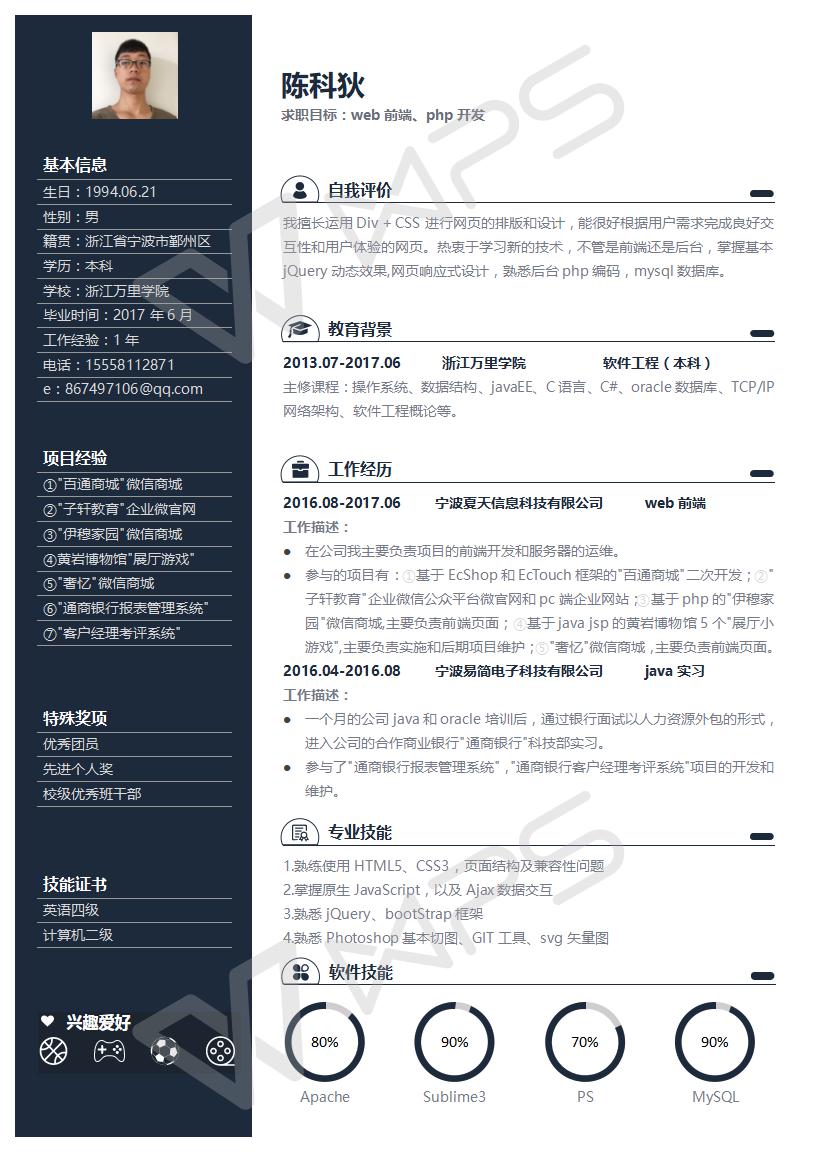 基本信息
生日：1994.06.21
性别：男
籍贯：浙江省宁波市鄞州区
学历：本科
学校：浙江万里学院
毕业时间：2017 年 6 月
工作经验：1 年
电话：15558112871
e：867497106@qq.com
项目经验
①"百通商城"微信商城
②"子轩教育"企业微官网
③"伊穆家园"微信商城
④黄岩博物馆"展厅游戏"
⑤"奢忆"微信商城
⑥"通商银行报表管理系统"
⑦"客户经理考评系统"
特殊奖项
优秀团员
先进个人奖
校级优秀班干部
技能证书
英语四级
计算机二级
兴趣爱好
陈科狄
求职目标：web 前端、php 开发
自我评价
我擅长运用 Div + CSS 进行网页的排版和设计，能很好根据用户需求完成良好交
互性和用户体验的网页。热衷于学习新的技术，不管是前端还是后台，掌握基本
jQuery 动态效果,网页响应式设计，熟悉后台 php 编码，mysql 数据库。
教育背景
2013.07-2017.06 浙江万里学院 软件工程（本科）
主修课程：操作系统、数据结构、javaEE、C 语言、C#、oracle 数据库、TCP/IP
网络架构、软件工程概论等。
工作经历
2016.08-2017.06 宁波夏天信息科技有限公司 web 前端
工作描述：
● 在公司我主要负责项目的前端开发和服务器的运维。
● 参与的项目有：①基于 EcShop 和 EcTouch 框架的"百通商城"二次开发；②"
子轩教育"企业微信公众平台微官网和 pc 端企业网站；③基于 php 的"伊穆家
园"微信商城,主要负责前端页面；④基于 java jsp 的黄岩博物馆 5 个"展厅小
游戏",主要负责实施和后期项目维护；⑤"奢忆"微信商城，主要负责前端页面。
2016.04-2016.08 宁波易简电子科技有限公司 java 实习
工作描述：
● 一个月的公司 java 和 oracle 培训后，通过银行面试以人力资源外包的形式，
进入公司的合作商业银行"通商银行"科技部实习。
● 参与了"通商银行报表管理系统"，"通商银行客户经理考评系统"项目的开发和
维护。
专业技能
1.熟练使用 HTML5、CSS3，页面结构及兼容性问题
2.掌握原生 JavaScript，以及 Ajax 数据交互
3.熟悉 jQuery、bootStrap 框架
4.熟悉 Photoshop 基本切图、GIT 工具、svg 矢量图
软件技能
80% 90% 70% 90%
Apache Sublime3 PS MySQL
WPS
WPS